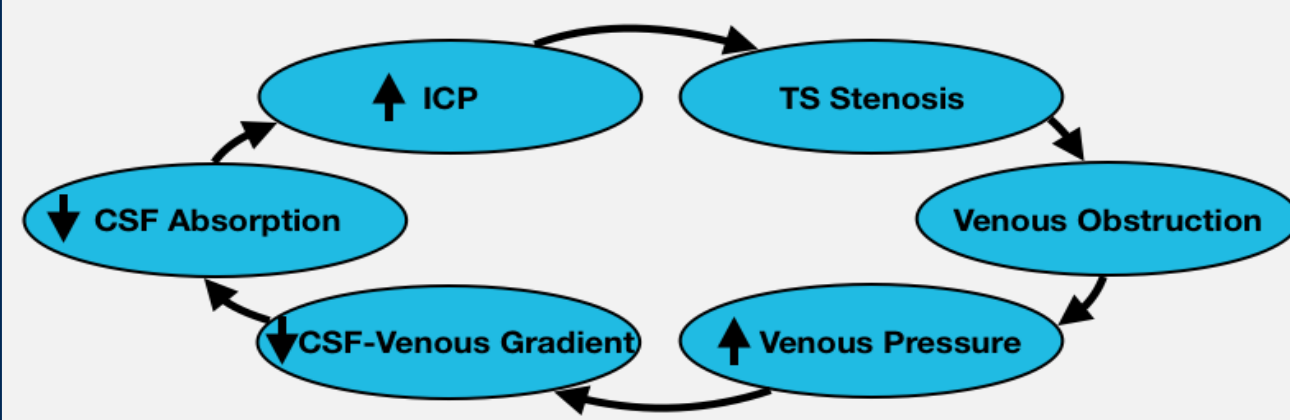 ICP
TS Stenosis
Venous Obstruction
Venous Pressure
CSF-Venous Gradient
CSF Absorption